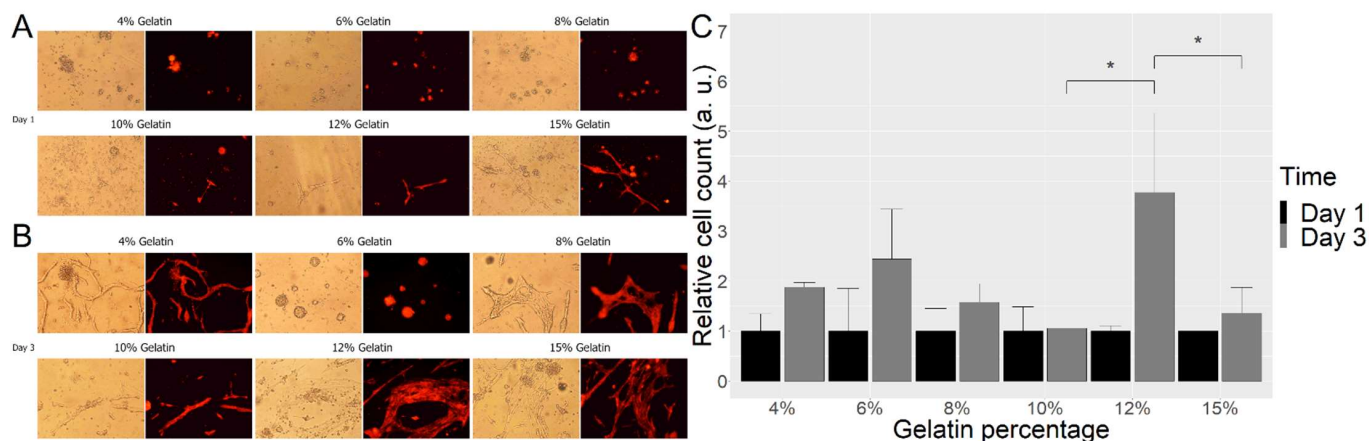 A
4% Gelatin 6% Gelatin 8% Gelatin
Day 1
10% Gelatin 12% Gelatin 15% Gelatin
B
4% Gelatin 6% Gelatin 8% Gelatin
Day 3
10% Gelatin 12% Gelatin 15% Gelatin
C
Relative cell count (a. u.)
7
6
5
4
3
2
1
0
*
*
4% 6% 8% 10% 12% 15%
Gelatin percentage
Time
Day 1
Day 3